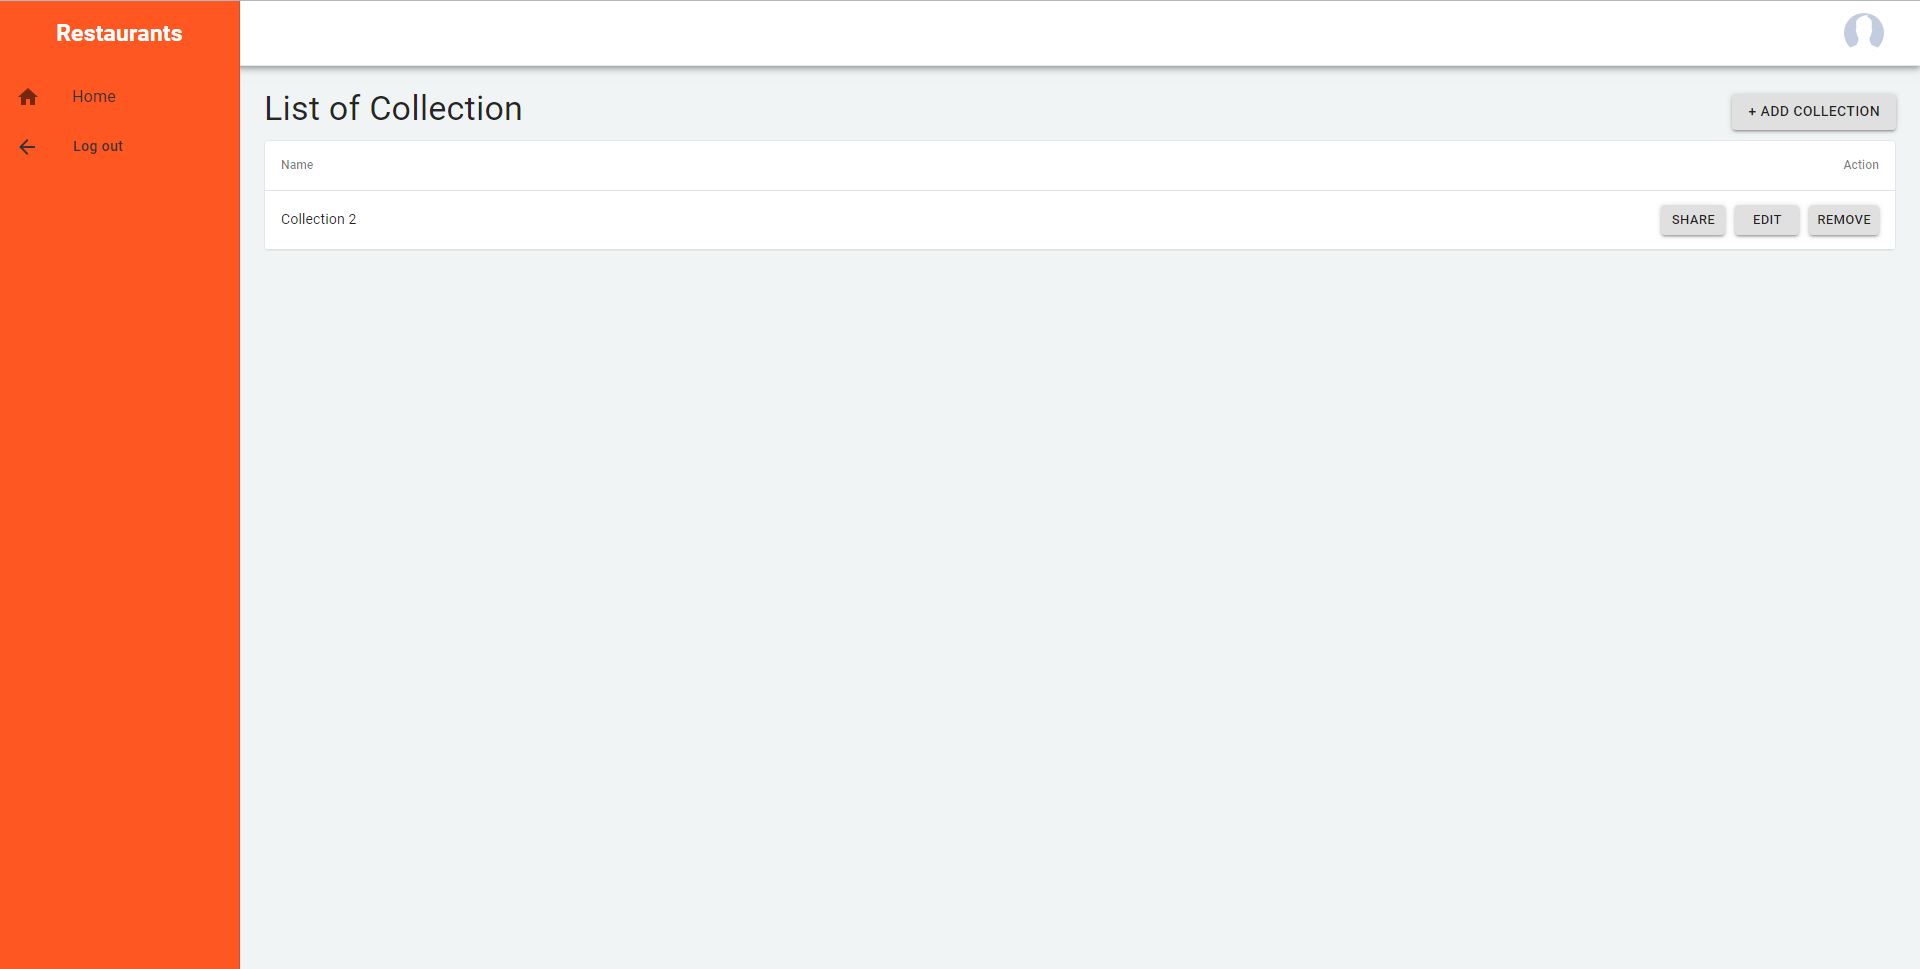 Restaurants
Home
Log out
List of Collection
+ ADD COLLECTION
Name
Action
Collection 2
SHARE
EDIT
REMOVE